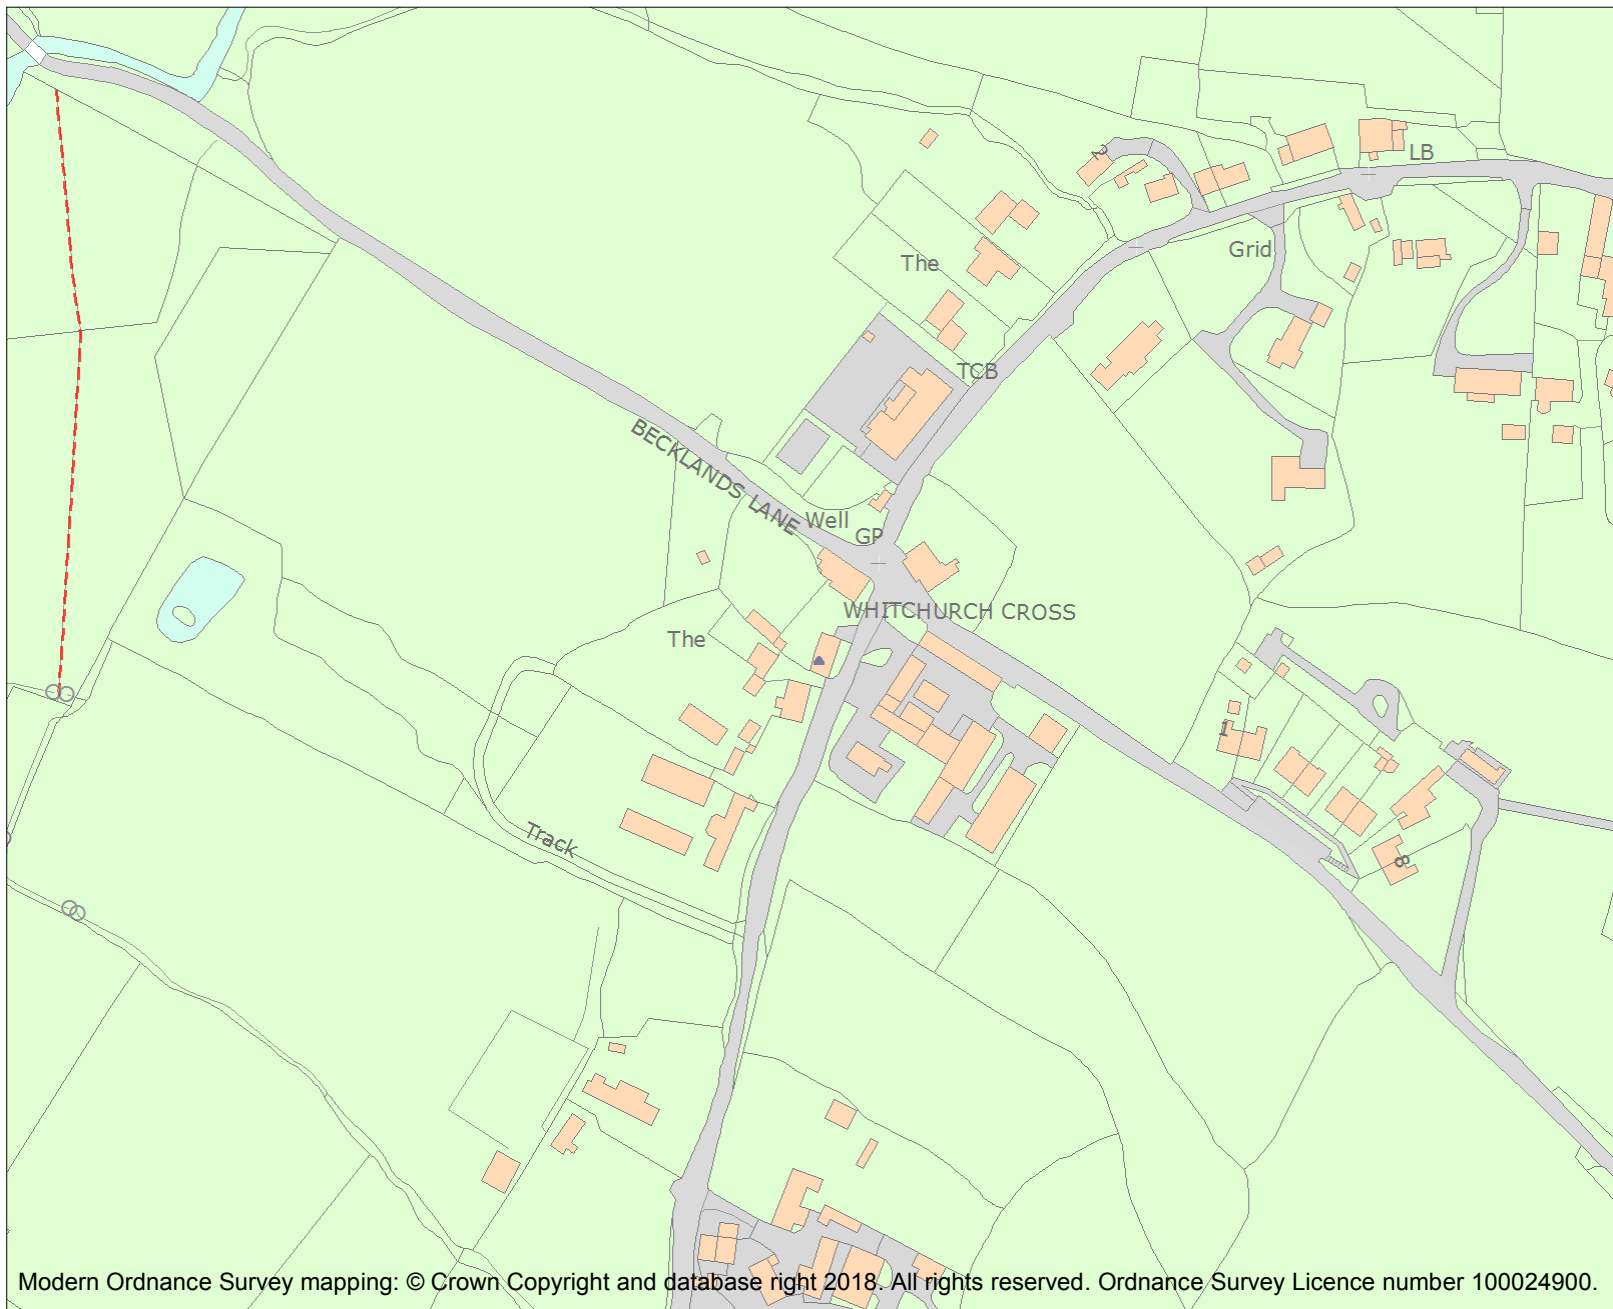 2
LB
Grid
The
TCB
BECKLANDS LANE
Well
GP
WHITCHURCH CROSS
The
1
Track
8
Modern Ordnance Survey mapping: © Crown Copyright and database right 2018. All rights reserved. Ordnance Survey Licence number 100024900.